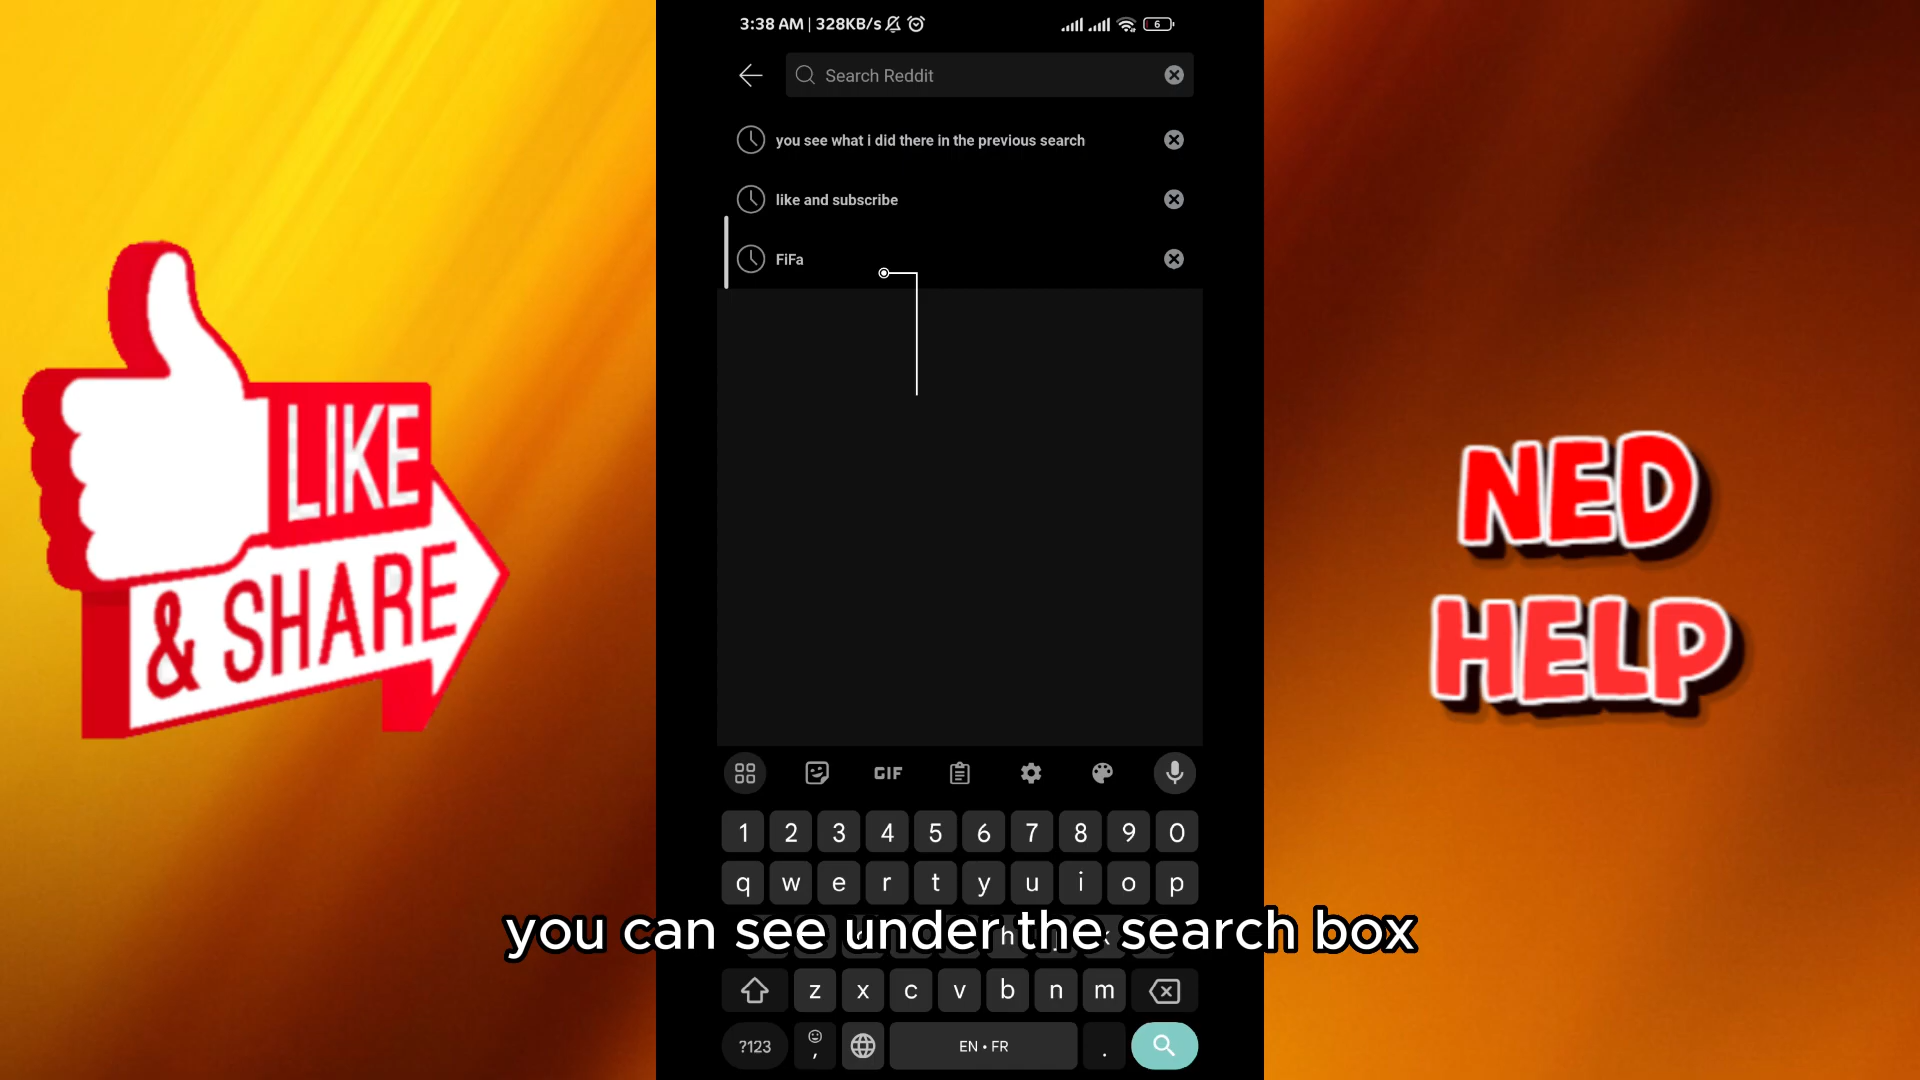 3:38 AM | 328KB/s
6
Search Reddit
you see what i did there in the previous search
like and subscribe
FiFa
LIKE
& SHARE
NED
HELP
GIF
1 2 3 4 5 6 7 8 9 0
q w e r t y u i o p
you can see under the search box
z x c v b n m
?123 , EN • FR .